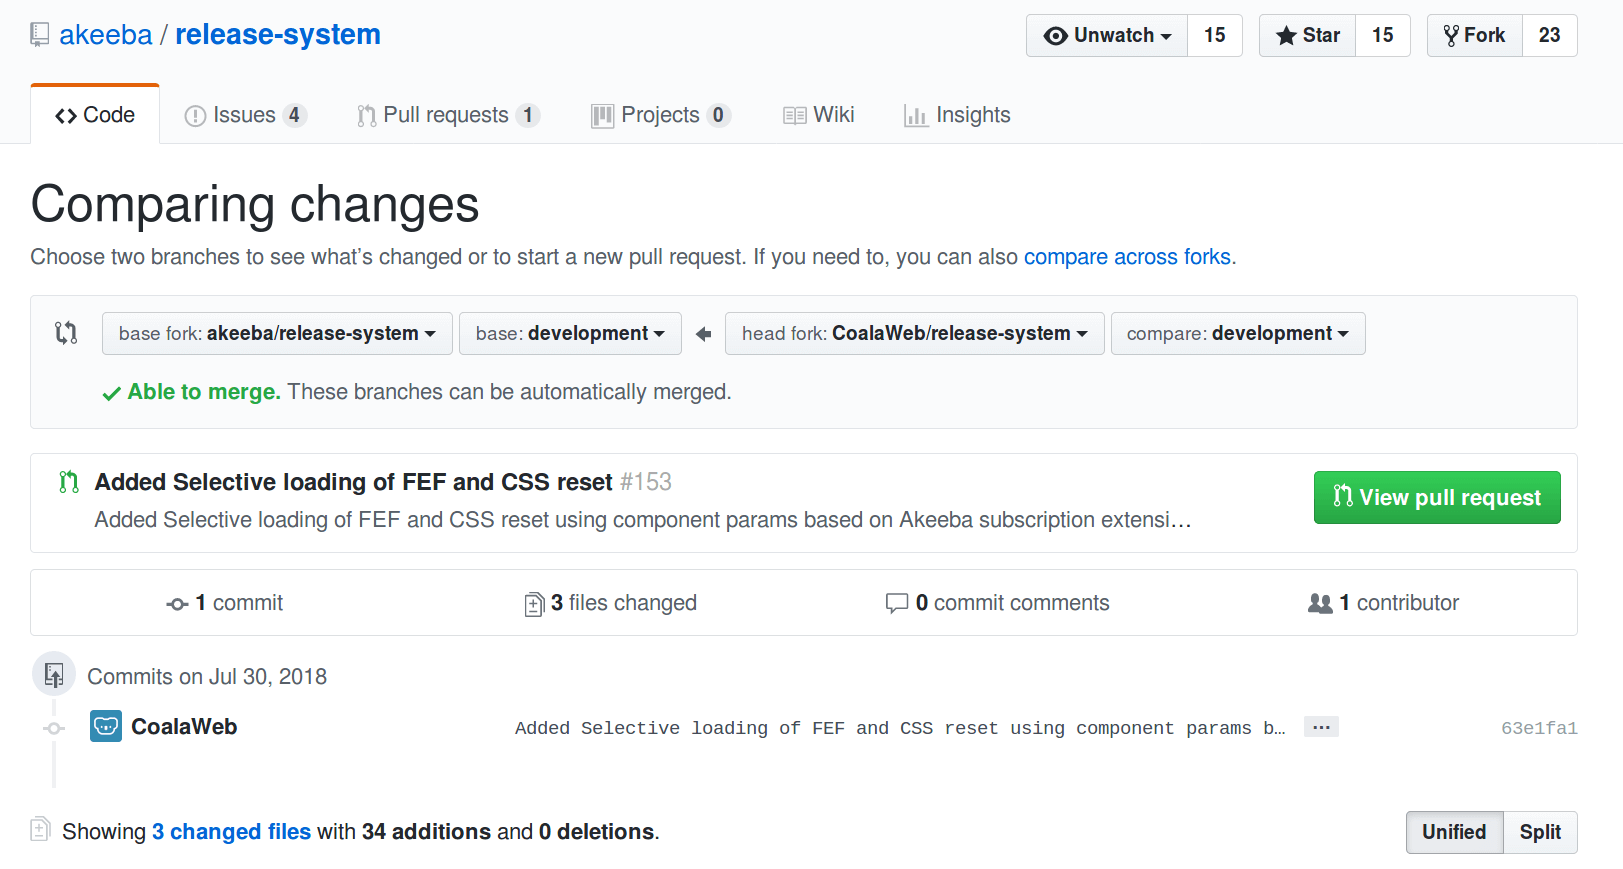 akeeba / release-system
Unwatch 15 Star 15 Fork 23
Code Issues 4 Pull requests 1 Projects 0 Wiki Insights
Comparing changes
Choose two branches to see what’s changed or to start a new pull request. If you need to, you can also compare across forks.
base fork: akeeba/release-system base: development head fork: CoalaWeb/release-system compare: development
Able to merge. These branches can be automatically merged.
Added Selective loading of FEF and CSS reset #153
Added Selective loading of FEF and CSS reset using component params based on Akeeba subscription extensi…
View pull request
1 commit 3 files changed 0 commit comments 1 contributor
Commits on Jul 30, 2018
CoalaWeb Added Selective loading of FEF and CSS reset using component params b… … 63e1fa1
Showing 3 changed files with 34 additions and 0 deletions.
Unified Split